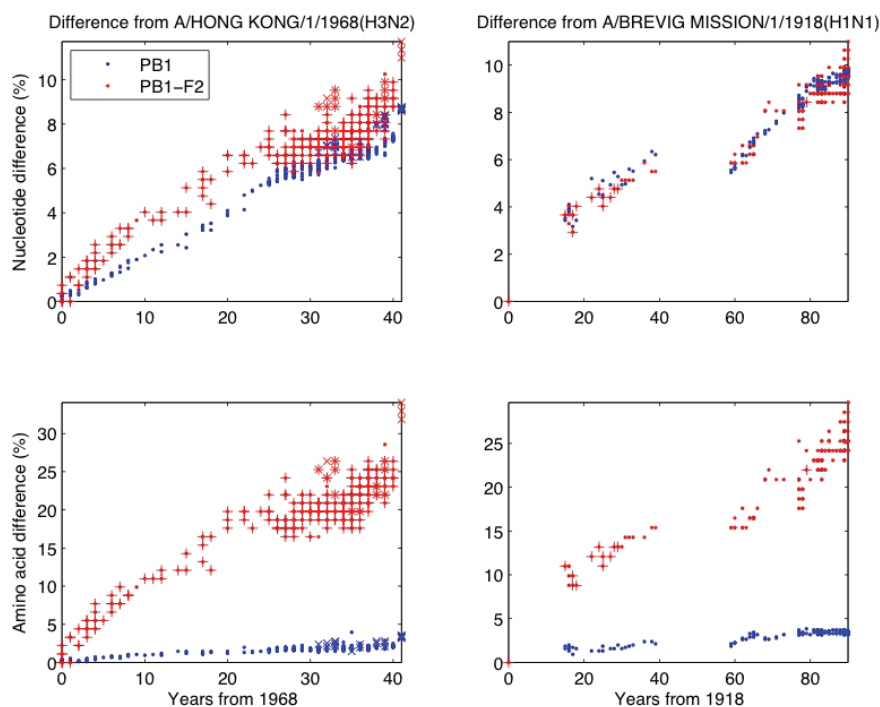 Difference from A/HONG KONG/1/1968(H3N2)
Difference from A/BREVIG MISSION/1/1918(H1N1)
PB1
PB1-F2
Nucleotide difference (%)
10
8
6
4
2
0
0 10 20 30 40
10
8
6
4
2
0
0 20 40 60 80
Amino acid difference (%)
30
25
20
15
10
5
0
0 10 20 30 40
Years from 1968
25
20
15
10
5
0
0 20 40 60 80
Years from 1918